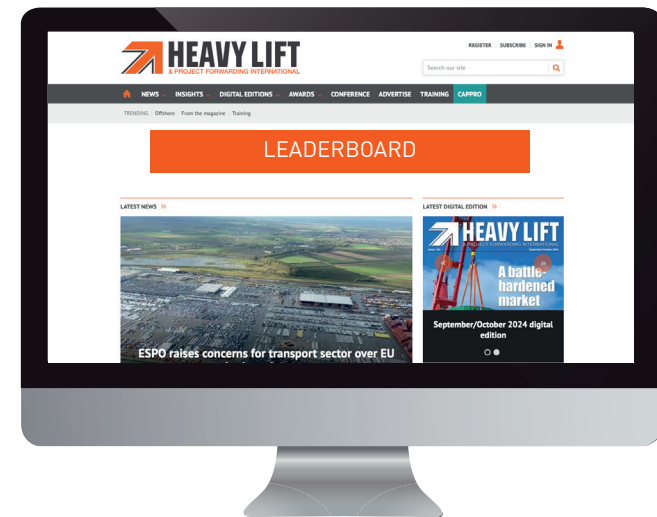 HEAVY LIFT
& PROJECT FORWARDING INTERNATIONAL
REGISTER | SUBSCRIBE | SIGN IN
Search our site
NEWS INSIGHTS DIGITAL EDITIONS AWARDS CONFERENCE ADVERTISE TRAINING CAPPRO
TRENDING Offshore | From the magazine | Training
LEADERBOARD
LATEST NEWS »
ESPO raises concerns for transport sector over EU
LATEST DIGITAL EDITION »
HEAVY LIFT
& PROJECT FORWARDING INTERNATIONAL
A battle-
hardened
market
September/October 2024 digital
edition